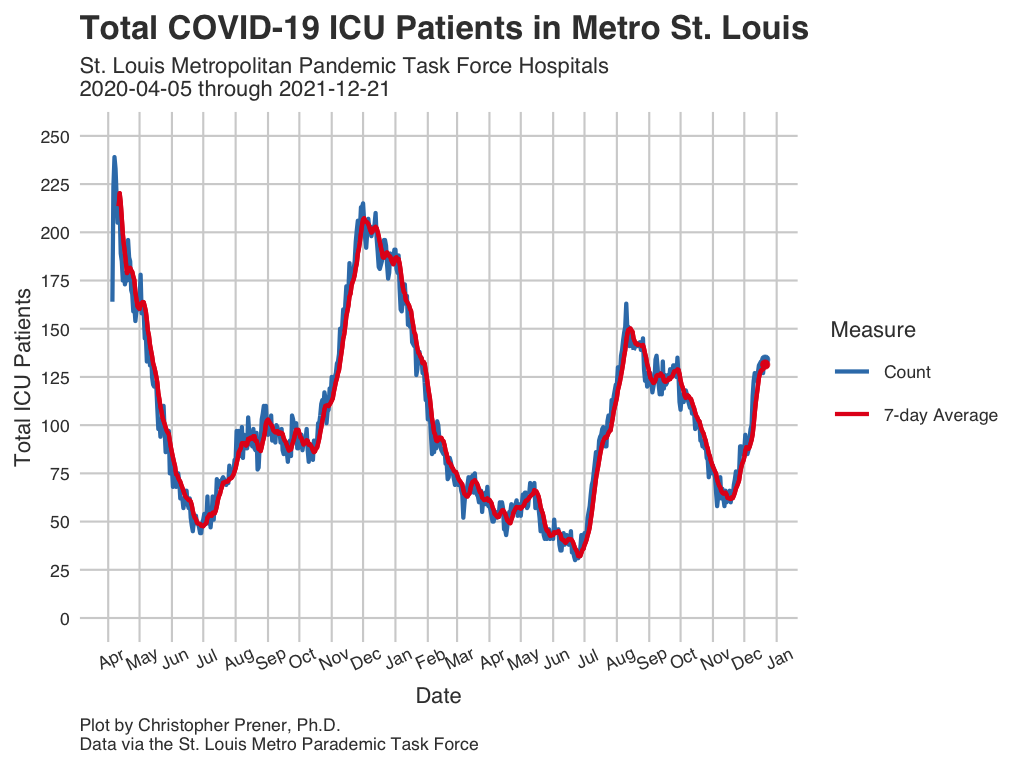 Total COVID-19 ICU Patients in Metro St. Louis
St. Louis Metropolitan Pandemic Task Force Hospitals
2020-04-05 through 2021-12-21
250
225
200
175
150
125
100
75
50
25
0
Total ICU Patients
Apr May Jun Jul Aug Sep Oct Nov Dec Jan Feb Mar Apr May Jun Jul Aug Sep Oct Nov Dec Jan
Date
Measure
Count
7-day Average
Plot by Christopher Prener, Ph.D.
Data via the St. Louis Metro Parademic Task Force